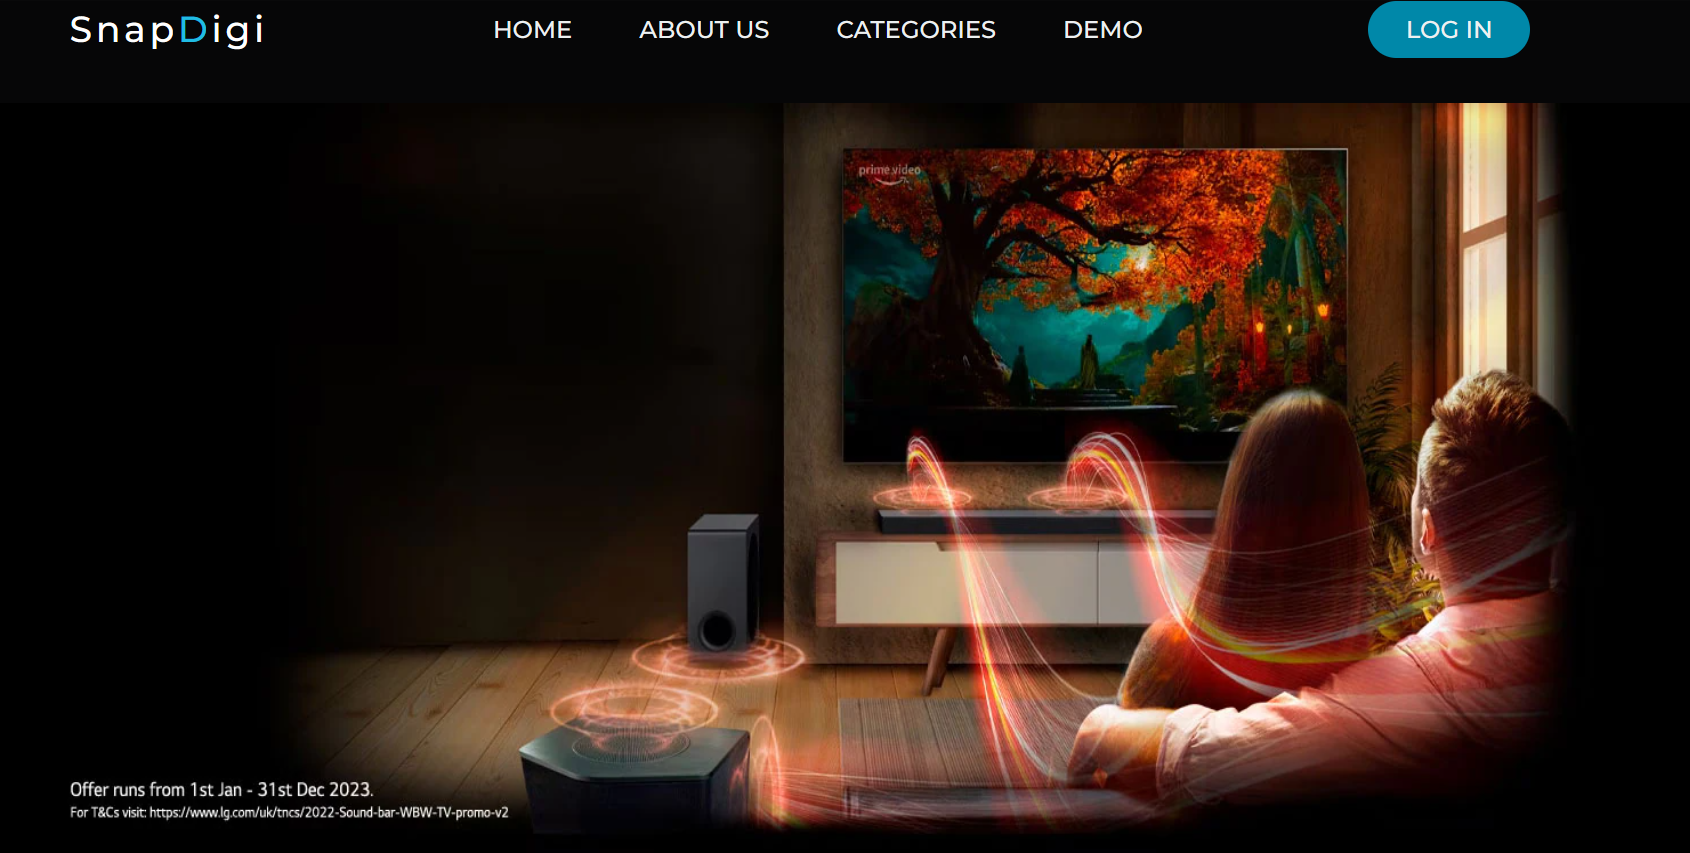 SnapDigi
HOME
ABOUT US
CATEGORIES
DEMO
LOG IN
prime video
Offer runs from 1st Jan - 31st Dec 2023.
For T&Cs visit: https://www.lg.com/uk/tncs/2022-Sound-bar-WBW-TV-promo-v2